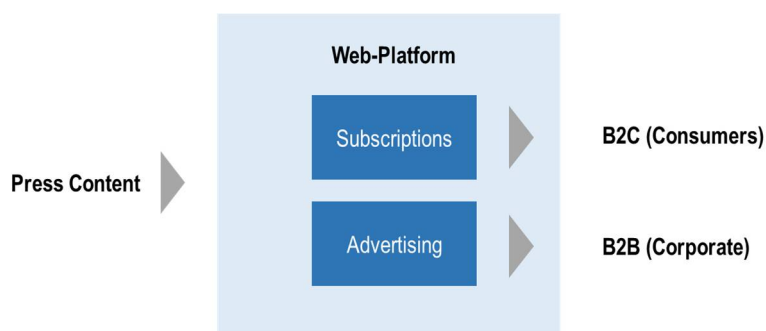 Web-Platform
Subscriptions
B2C (Consumers)
Press Content
Advertising
B2B (Corporate)